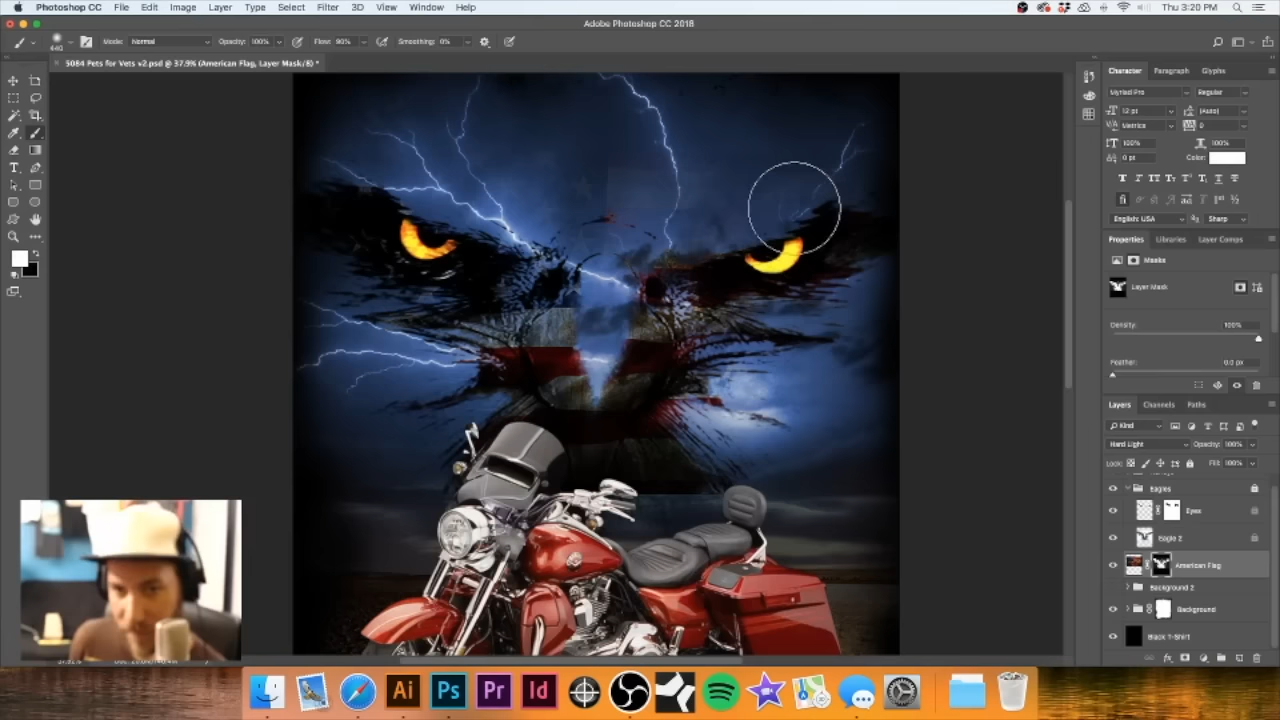 Photoshop CC File Edit Image Layer Type Select Filter 3D View Window Help Thu 3:20 PM
Adobe Photoshop CC 2018
640 Mode: Normal Opacity: 100% Flow: 90% Smoothing: 0%
5084 Pets for Vets v2.psd @ 37.9% (American Flag, Layer Mask/8) *
Character Paragraph Glyphs
Myriad Pro Regular
12 pt (Auto)
Metrics 0
100% 100%
0 pt Color:
English: USA Sharp
Properties Libraries Layer Comps
Masks
Layer Mask
Density: 100%
Feather: 0.0 px
Layers Channels Paths
Kind
Hard Light Opacity: 100%
Lock: Fill: 100%
Eagles
Eyes
Eagle 2
American Flag
Background 2
Background
Black T-Shirt
Ai Ps Pr Id